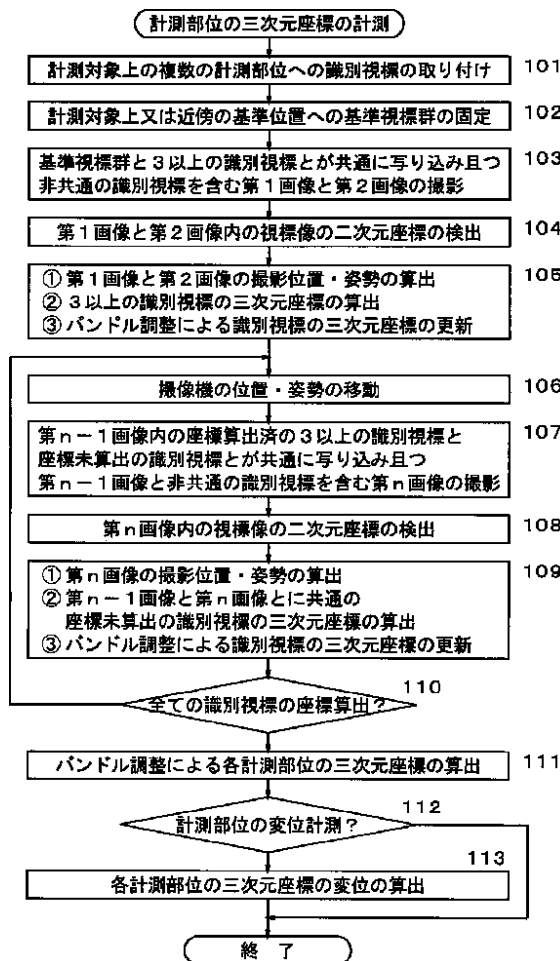 計測部位の三次元座標の計測
計測対象上の複数の計測部位への識別視標の取り付け 101
計測対象上又は近傍の基準位置への基準視標群の固定 102
基準視標群と3以上の識別視標とが共通に写り込み且つ 103
非共通の識別視標を含む第1画像と第2画像の撮影
第1画像と第2画像内の視標像の二次元座標の検出 104
① 第1画像と第2画像の撮影位置・姿勢の算出 105
② 3以上の識別視標の三次元座標の算出
③ バンドル調整による識別視標の三次元座標の更新
撮像機の位置・姿勢の移動 106
第n-1画像内の座標算出済の3以上の識別視標と 107
座標未算出の識別視標とが共通に写り込み且つ
第n-1画像と非共通の識別視標を含む第n画像の撮影
第n画像内の視標像の二次元座標の検出 108
① 第n画像の撮影位置・姿勢の算出 109
② 第n-1画像と第n画像とに共通の
座標未算出の識別視標の三次元座標の算出
③ バンドル調整による識別視標の三次元座標の更新
110
全ての識別視標の座標算出?
バンドル調整による各計測部位の三次元座標の算出 111
112
計測部位の変位計測?
113
各計測部位の三次元座標の変位の算出
終 了